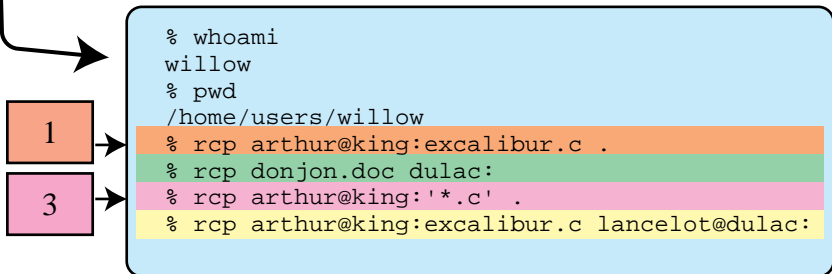 % whoami
willow
% pwd
/home/users/willow
1
% rcp arthur@king:excalibur.c .
% rcp donjon.doc dulac:
3
% rcp arthur@king:'*.c' .
% rcp arthur@king:excalibur.c lancelot@dulac: